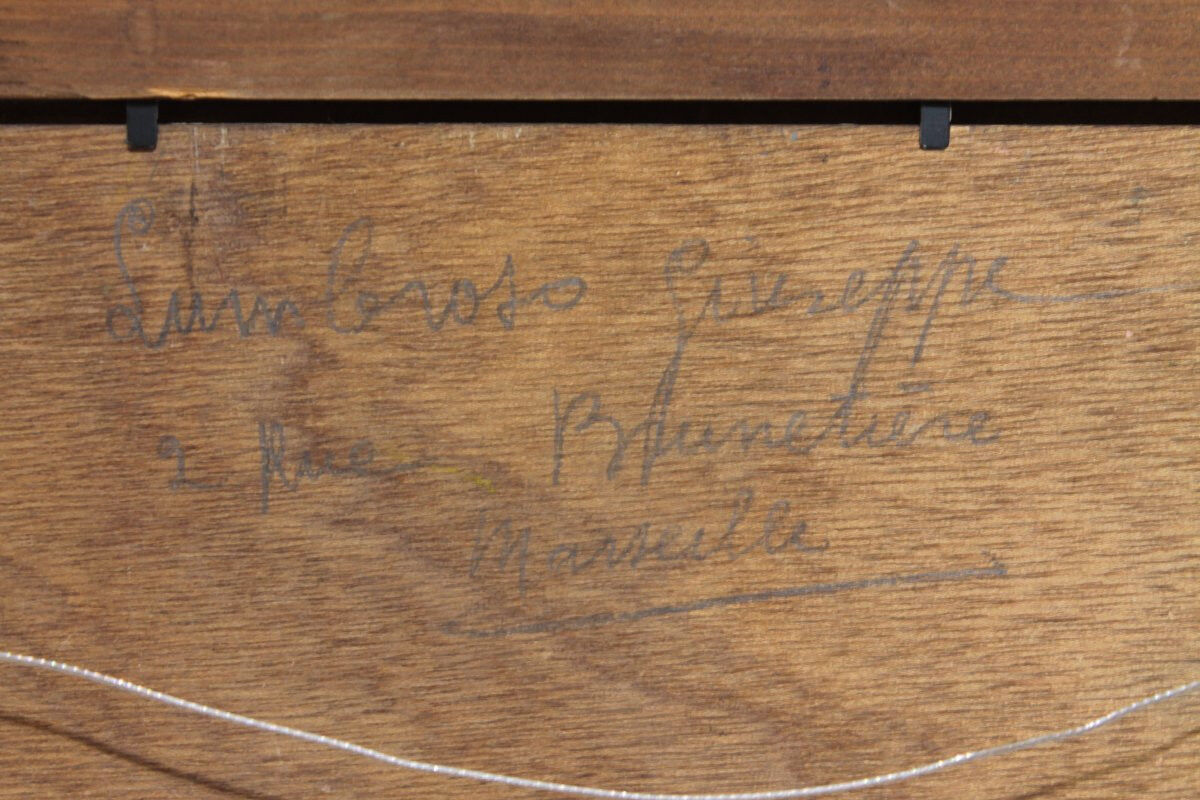 Lumbroso Giuseppe
2 Rue Brunetière
Marseille